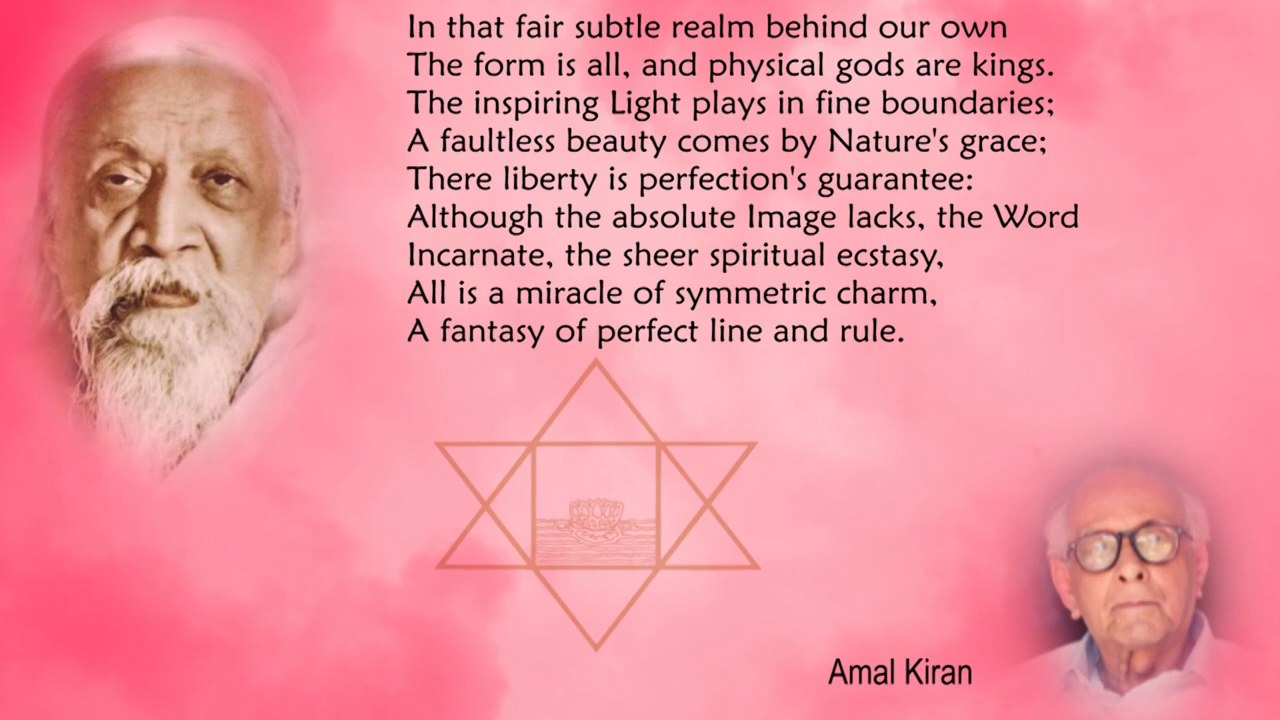 In that fair subtle realm behind our own
The form is all, and physical gods are kings.
The inspiring Light plays in fine boundaries;
A faultless beauty comes by Nature's grace;
There liberty is perfection's guarantee:
Although the absolute Image lacks, the Word
Incarnate, the sheer spiritual ecstasy,
All is a miracle of symmetric charm,
A fantasy of perfect line and rule.
Amal Kiran